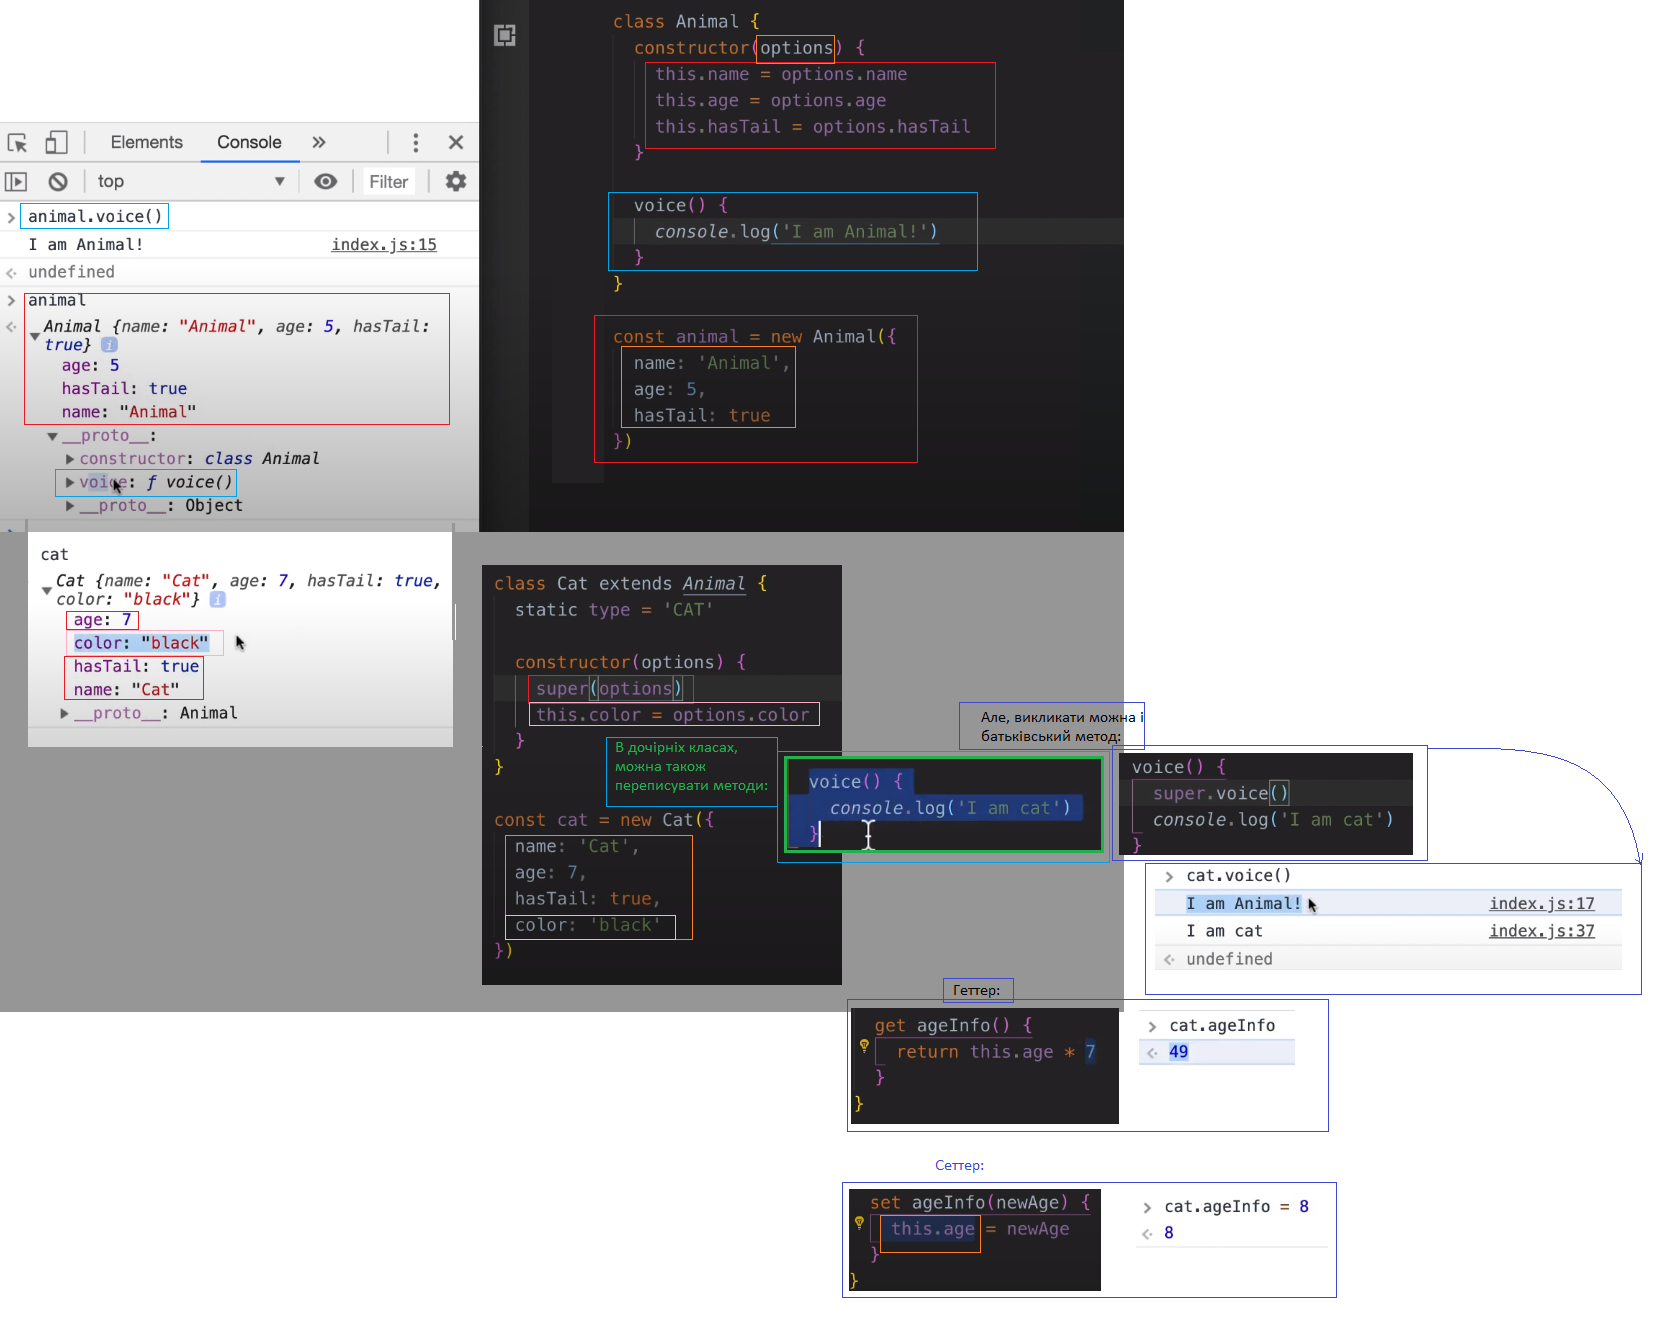 class Animal {
constructor(options) {
this.name = options.name
this.age = options.age
this.hasTail = options.hasTail
}
voice() {
console.log('I am Animal!')
}
}
const animal = new Animal({
name: 'Animal',
age: 5,
hasTail: true
})
Elements Console »
top Filter
animal.voice()
I am Animal! index.js:15
undefined
animal
Animal {name: "Animal", age: 5, hasTail:
true} i
age: 5
hasTail: true
name: "Animal"
__proto__:
constructor: class Animal
voice: ƒ voice()
__proto__: Object
cat
Cat {name: "Cat", age: 7, hasTail: true,
color: "black"} i
age: 7
color: "black"
hasTail: true
name: "Cat"
__proto__: Animal
class Cat extends Animal {
static type = 'CAT'
constructor(options) {
super(options)
this.color = options.color
}
}
const cat = new Cat({
name: 'Cat',
age: 7,
hasTail: true,
color: 'black'
})
В дочірніх класах,
можна також
переписувати методи:
voice() {
console.log('I am cat')
}
Але, викликати можна і
батьківський метод:
voice() {
super.voice()
console.log('I am cat')
}
cat.voice()
I am Animal! index.js:17
I am cat index.js:37
undefined
Геттер:
get ageInfo() {
return this.age * 7
}
}
cat.ageInfo
49
Сеттер:
set ageInfo(newAge) {
this.age = newAge
}
}
cat.ageInfo = 8
8